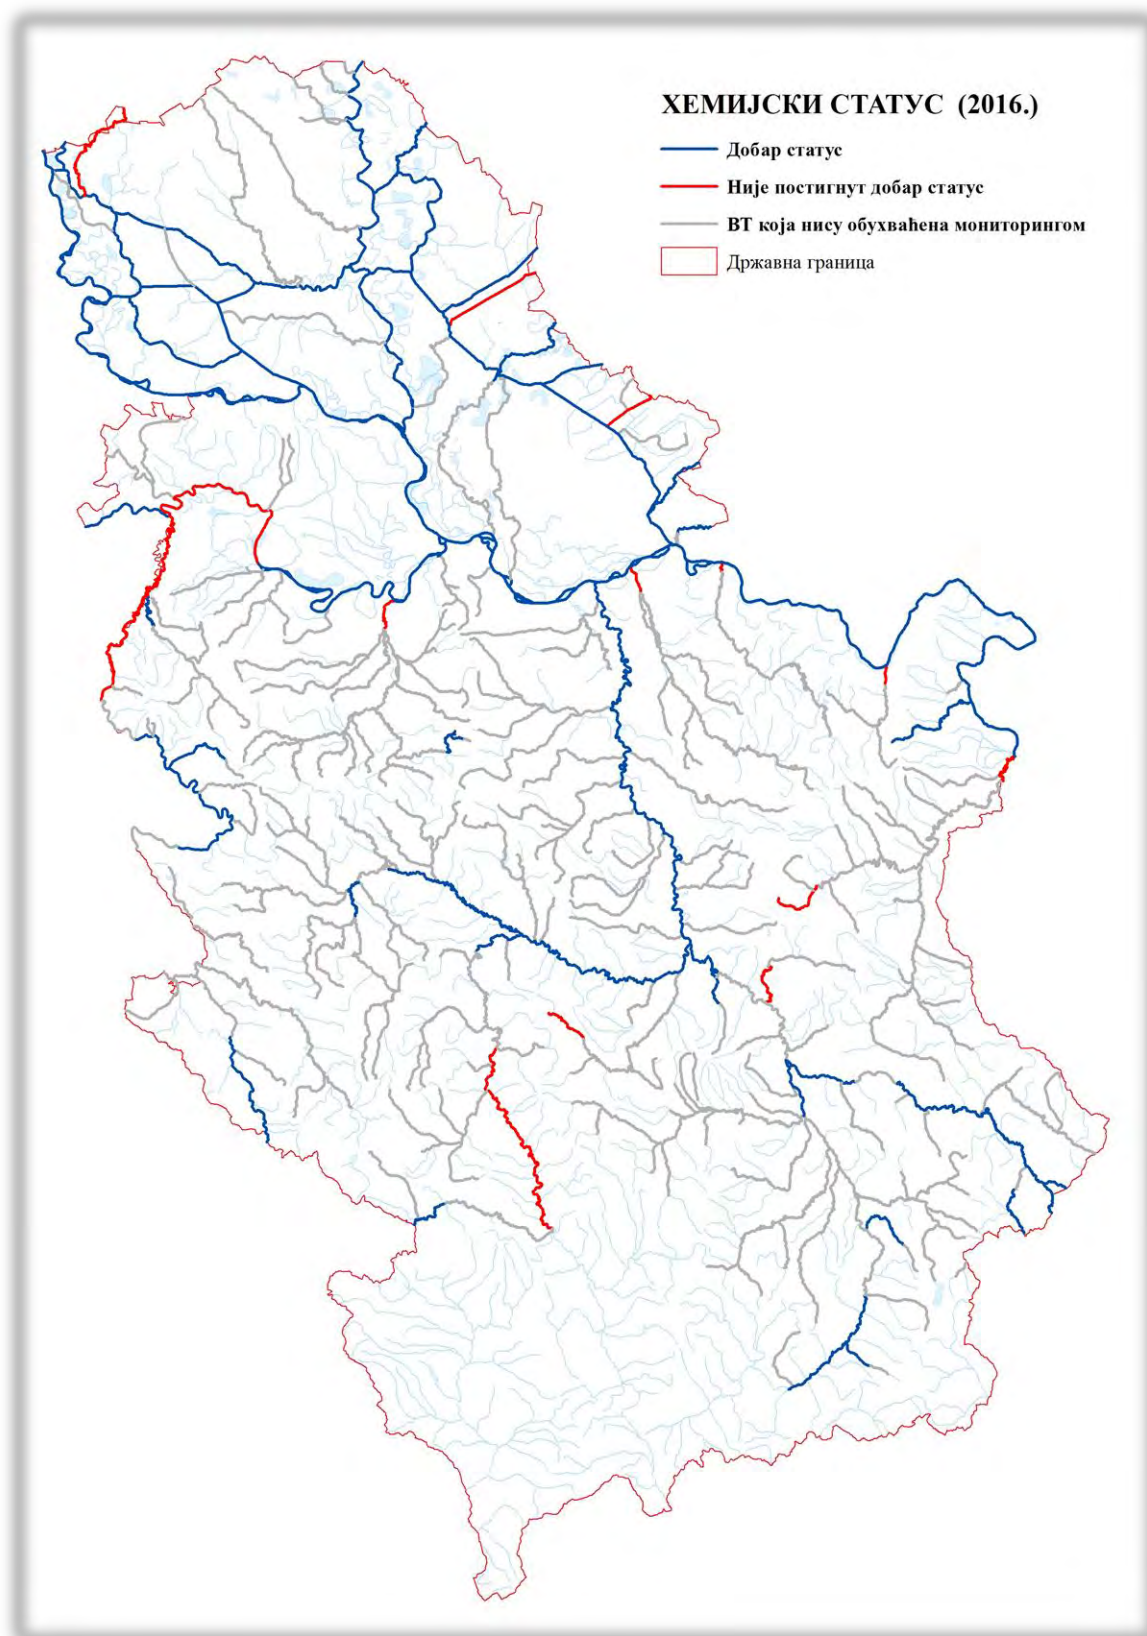 ХЕМИЈСКИ СТАТУС (2016.)
Добар статус
Није постигнут добар статус
ВТ која нису обухваћена мониторингом
Државна граница